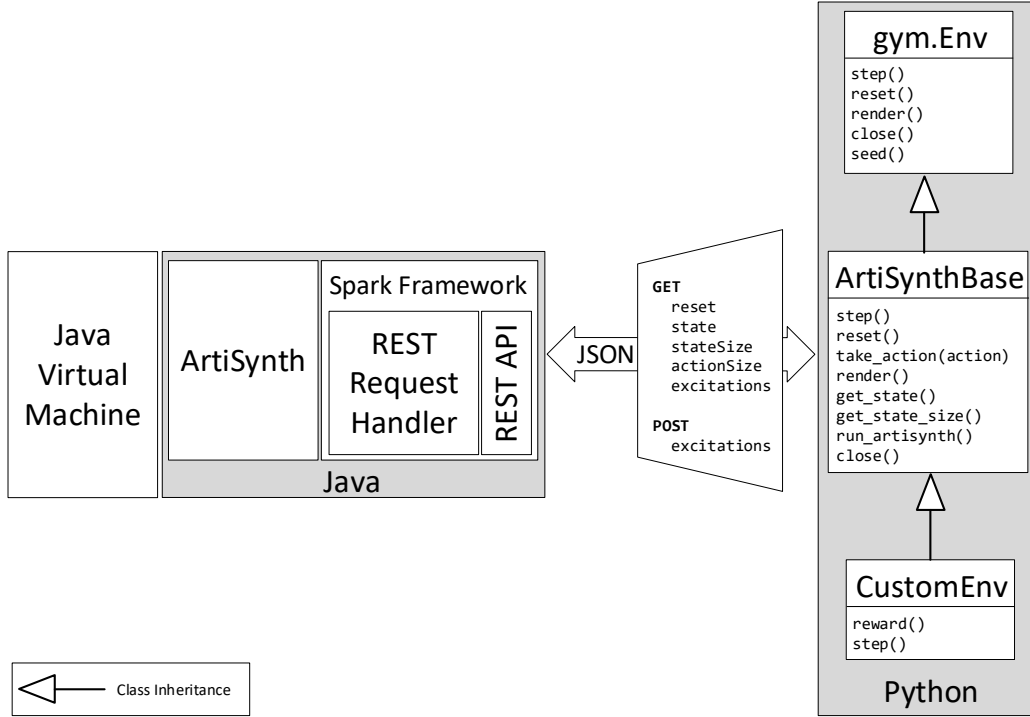 Java
Virtual
Machine
ArtiSynth
Spark Framework
REST
Request
Handler
REST API
Java
JSON
GET
reset
state
stateSize
actionSize
excitations
POST
excitations
gym.Env
step()
reset()
render()
close()
seed()
ArtiSynthBase
step()
reset()
take_action(action)
render()
get_state()
get_state_size()
run_artisynth()
close()
CustomEnv
reward()
step()
Python
Class Inheritance